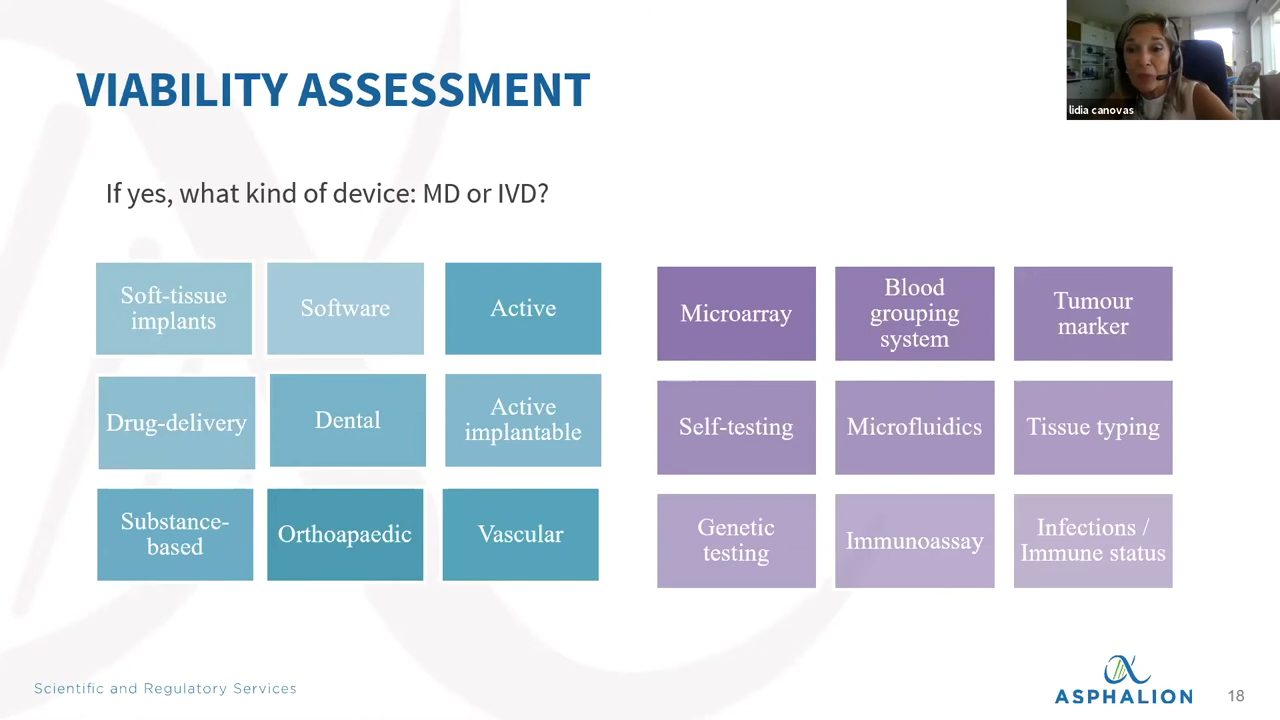 VIABILITY ASSESSMENT
lidia canovas
If yes, what kind of device: MD or IVD?
Soft-tissue
implants
Software
Active
Microarray
Blood
grouping
system
Tumour
marker
Drug-delivery
Dental
Active
implantable
Self-testing
Microfluidics
Tissue typing
Substance-
based
Orthoapaedic
Vascular
Genetic
testing
Immunoassay
Infections /
Immune status
Scientific and Regulatory Services
ASPHALION
18